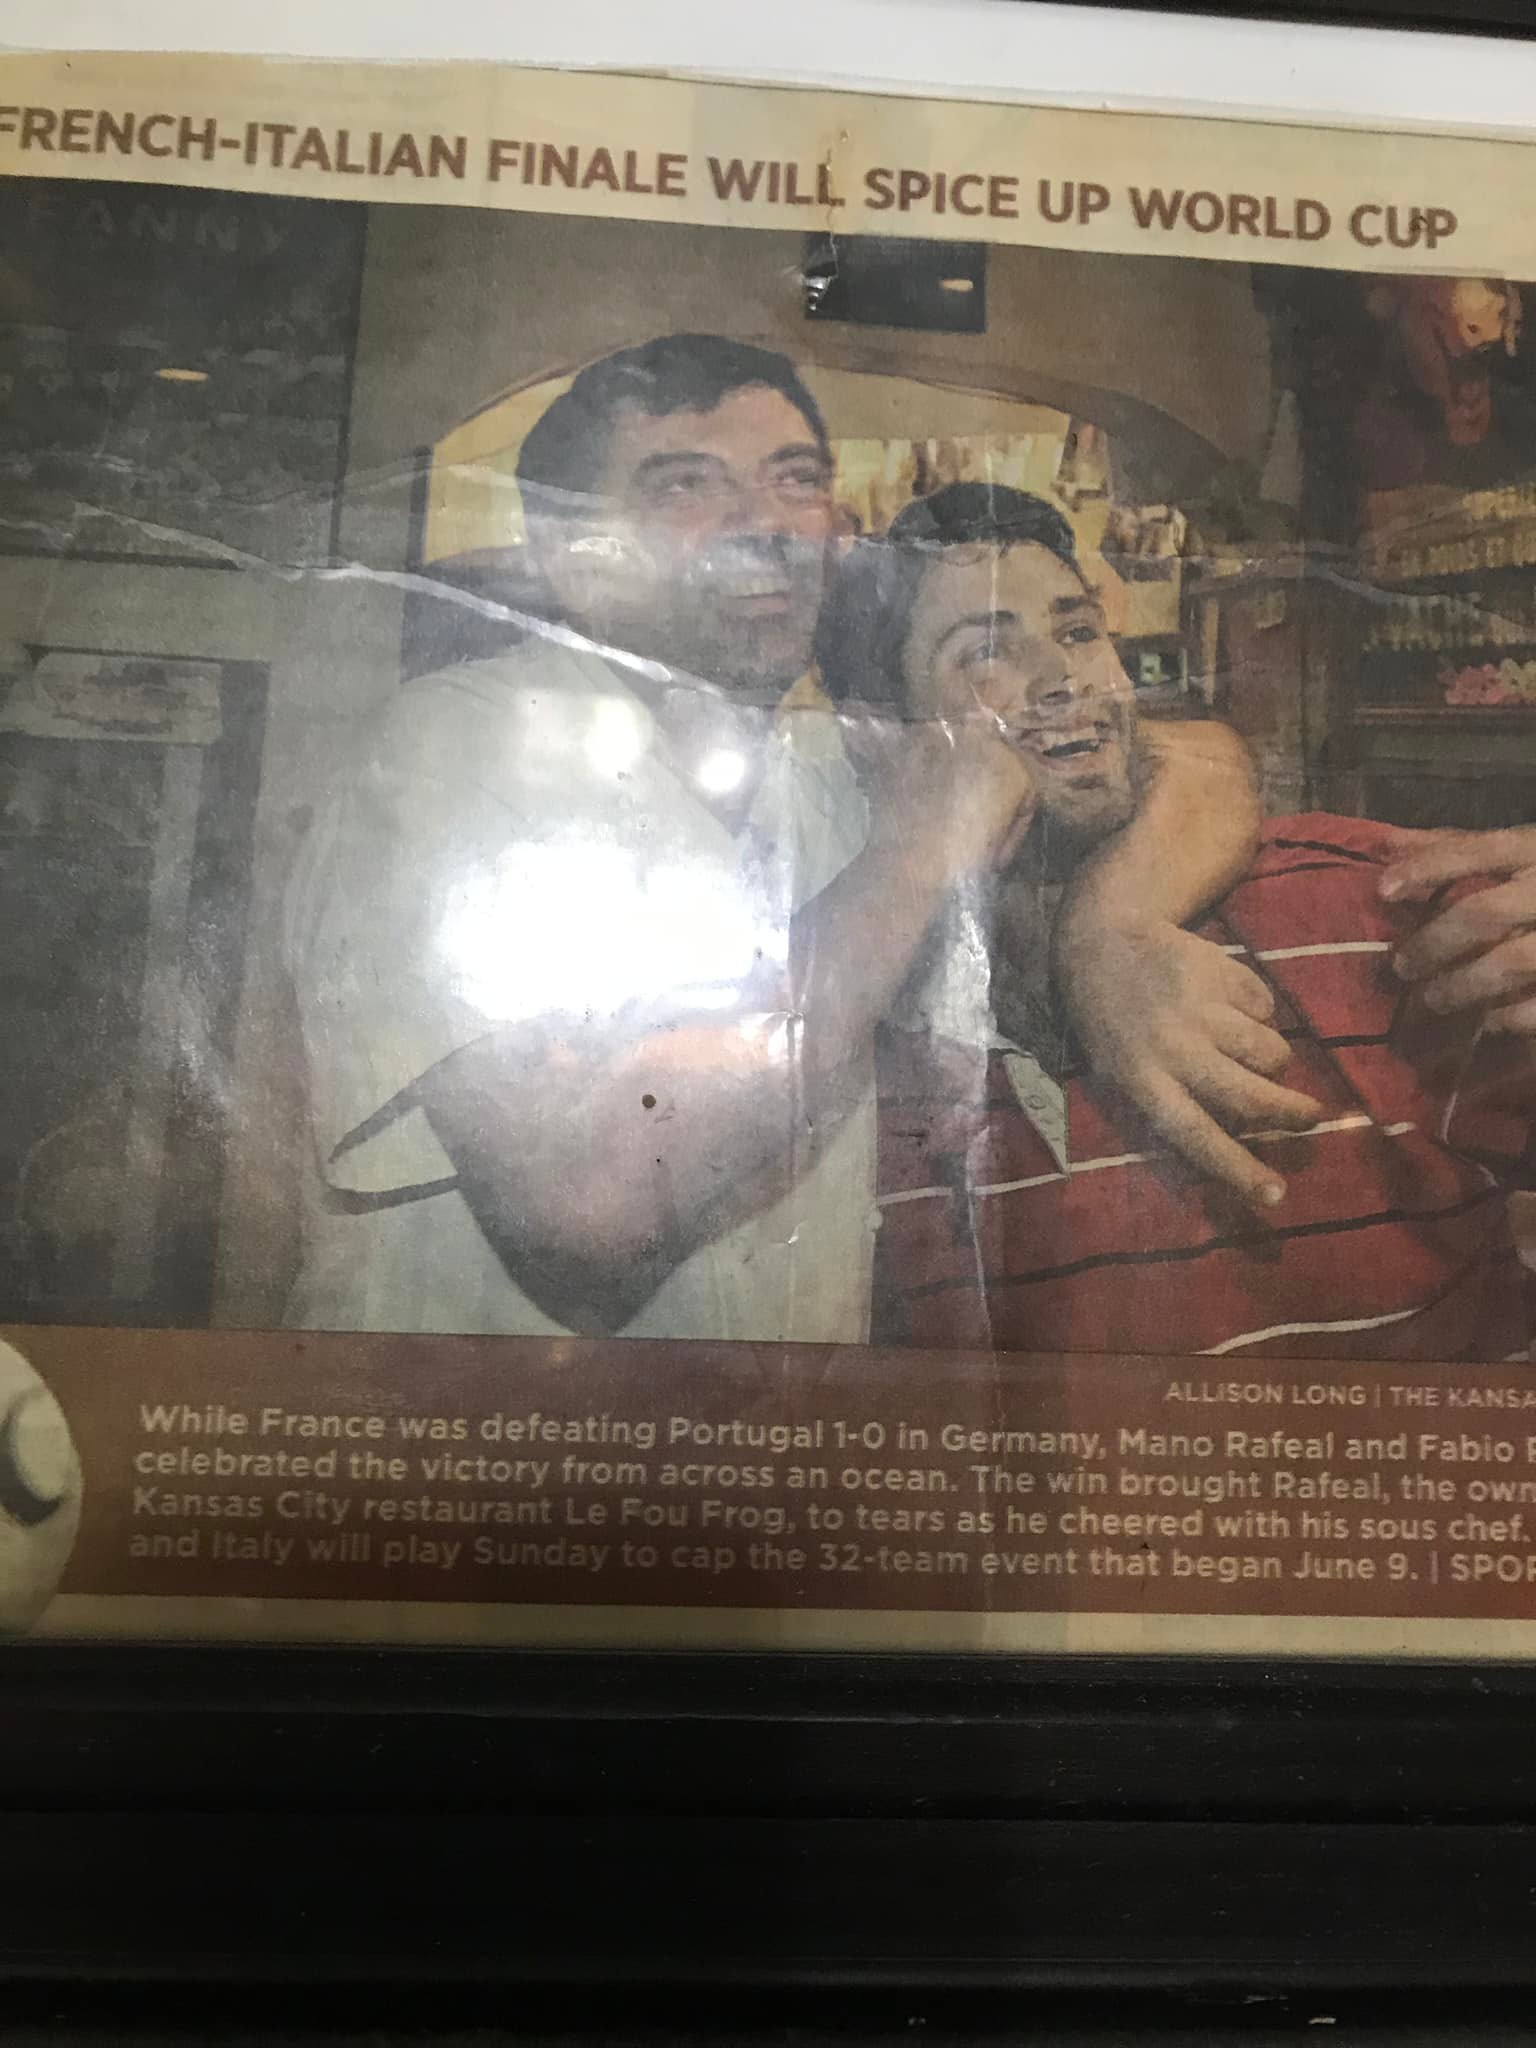 FRENCH-ITALIAN FINALE WILL SPICE UP WORLD CUP
FANNY
ALLISON LONG | THE KANSA
While France was defeating Portugal 1-0 in Germany, Mano Rafeal and Fabio
celebrated the victory from across an ocean. The win brought Rafeal, the own
Kansas City restaurant Le Fou Frog, to tears as he cheered with his sous chef.
and Italy will play Sunday to cap the 32-team event that began June 9. | SPOR